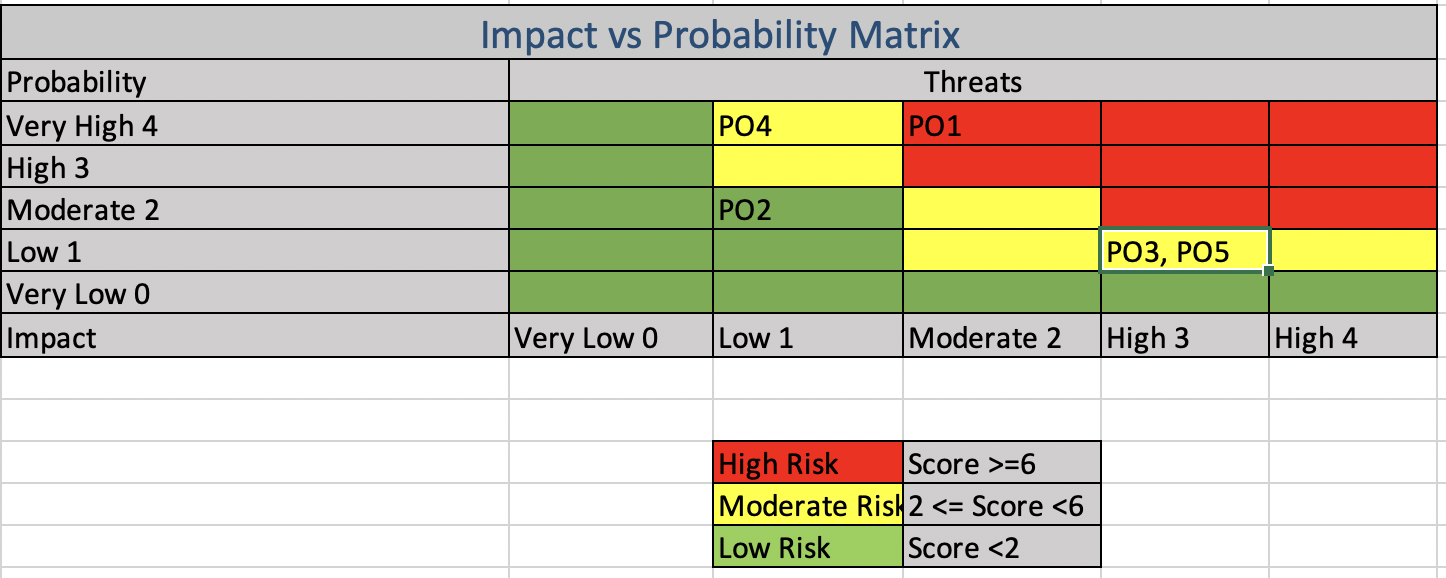 Impact vs Probability Matrix
Probability Threats
Very High 4 PO4 PO1
High 3
Moderate 2 PO2
Low 1 PO3, PO5
Very Low 0
Impact Very Low 0 Low 1 Moderate 2 High 3 High 4
High Risk Score >=6
Moderate Risk 2 <= Score <6
Low Risk Score <2